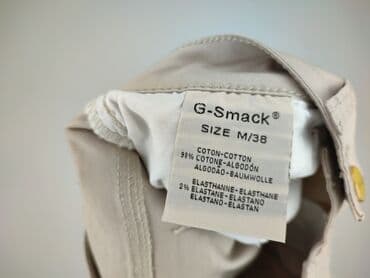 G-Smack®
SIZE M/38
COTON-COTTON
98% COTONE-ALGODÓN
ALGODÃO-BAUMWOLLE
ELASTHANNE-ELASTHANE
2% ELASTANE-ELASTANO
ELASTANO-ELASTAN